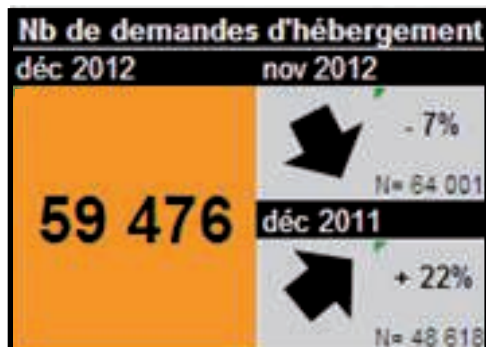 Nb de demandes d'hébergement
déc 2012
nov 2012
59 476
- 7%
N= 64 001
déc 2011
+ 22%
N= 48 618